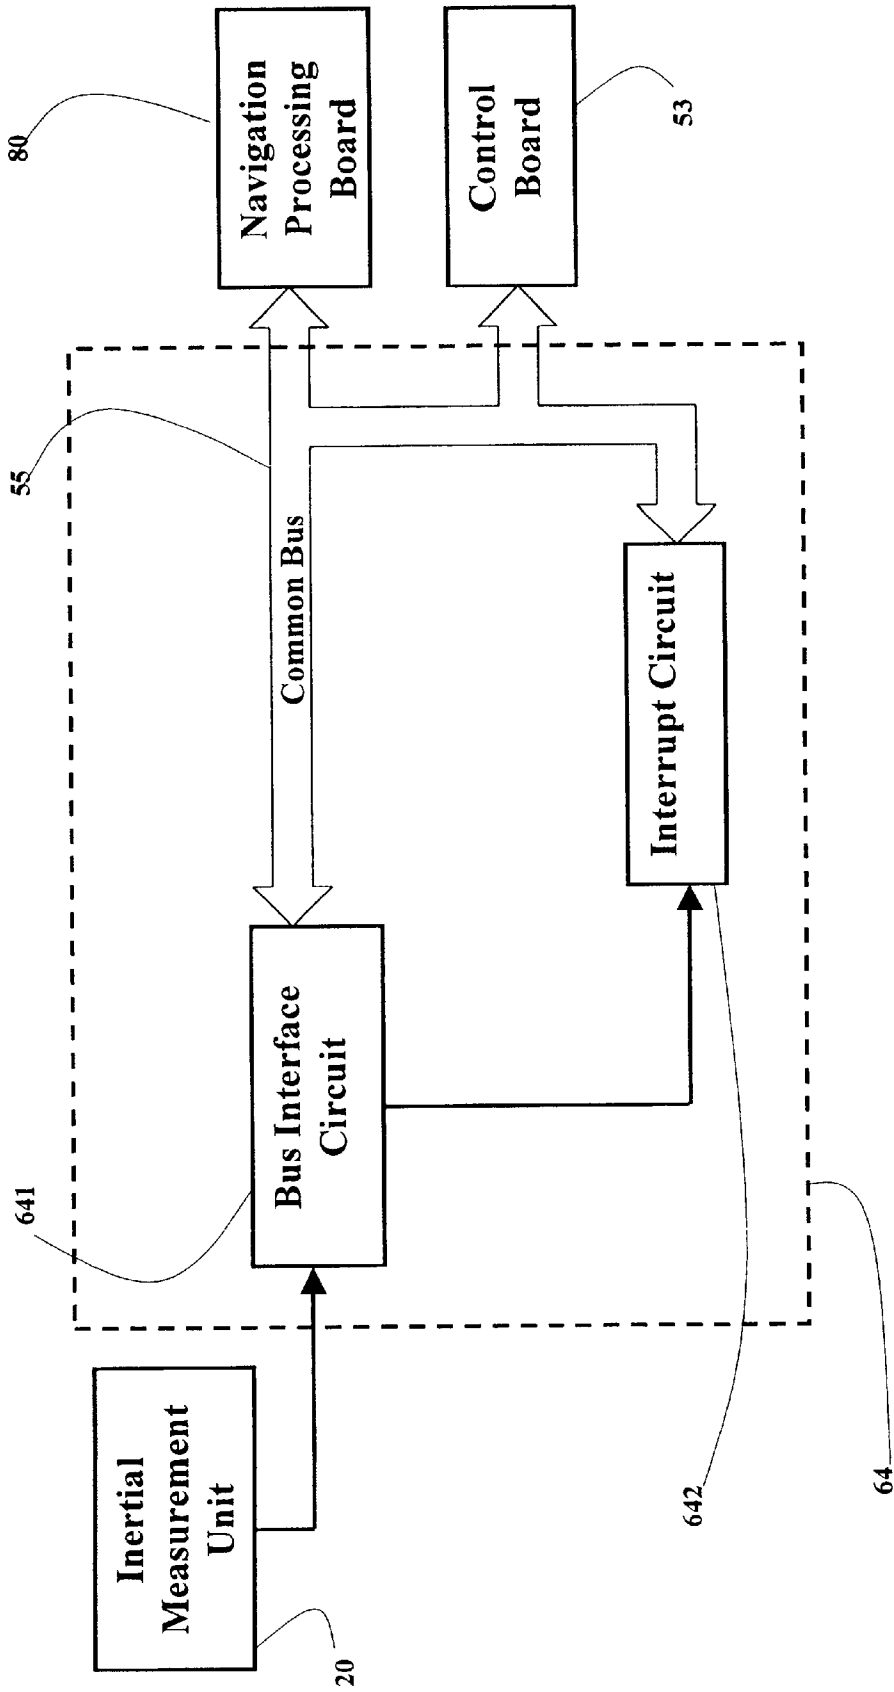 20
Inertial
Measurement
Unit
641
Bus Interface
Circuit
Common Bus
55
Interrupt Circuit
642
64
80
Navigation
Processing
Board
Control
Board
53